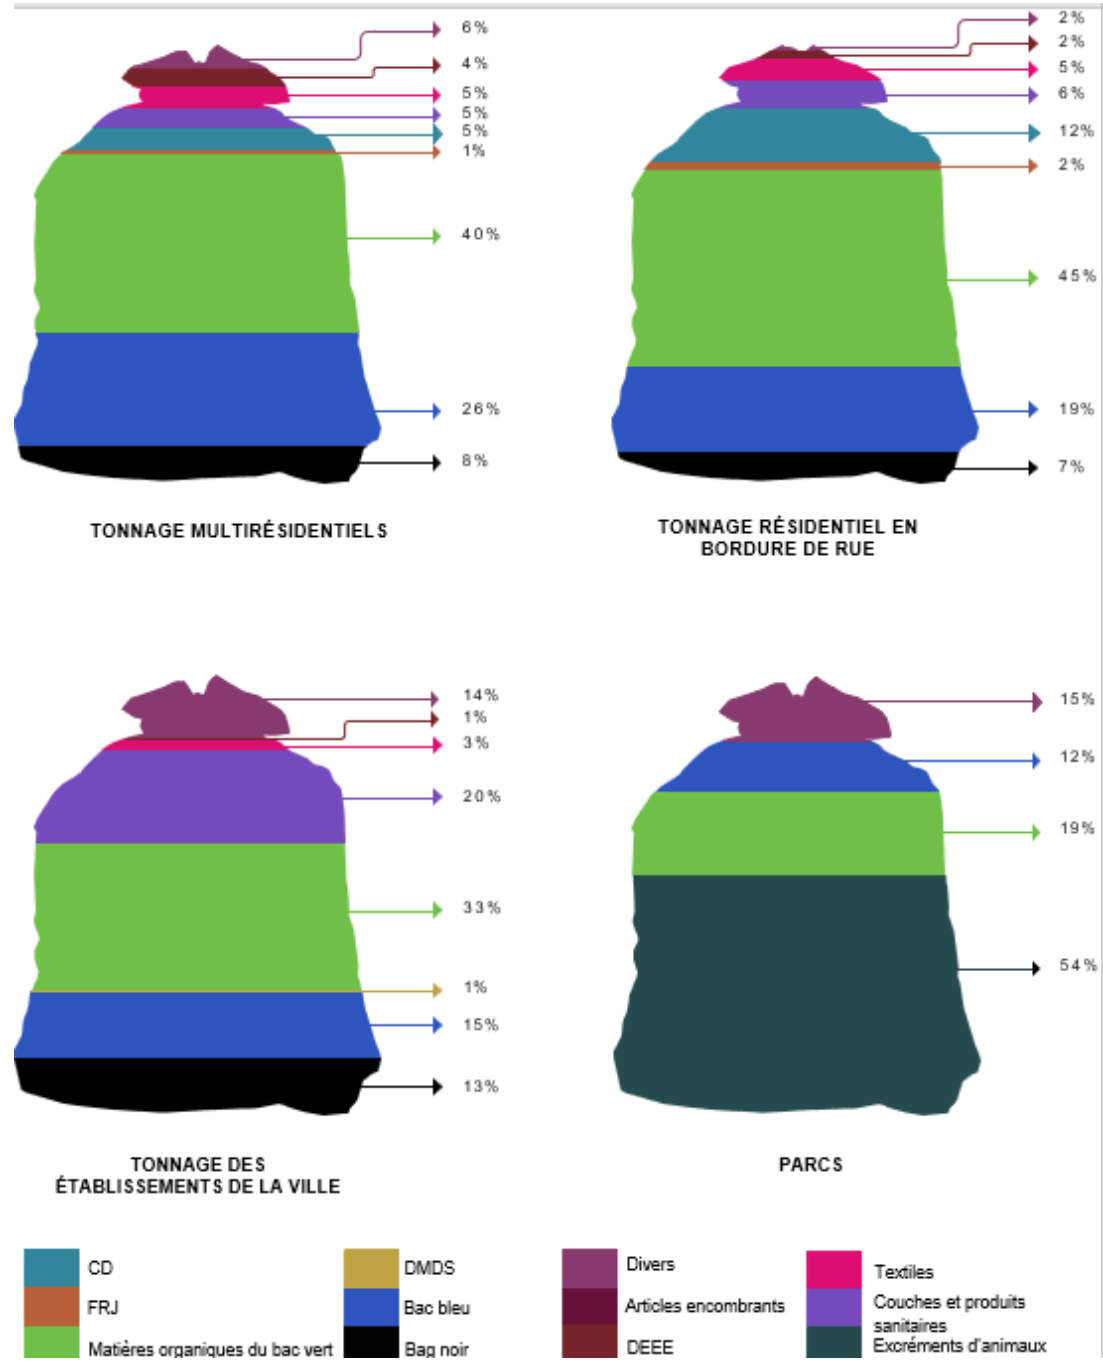 6%
4%
5%
5%
5%
1%
40%
26%
8%
TONNAGE MULTIRÉSIDENTIELS
2%
2%
5%
6%
12%
2%
45%
19%
7%
TONNAGE RÉSIDENTIEL EN
BORDURE DE RUE
14%
1%
3%
20%
33%
1%
15%
13%
TONNAGE DES
ÉTABLISSEMENTS DE LA VILLE
15%
12%
19%
54%
PARCS
CD
FRJ
Matières organiques du bac vert
DMDS
Bac bleu
Bag noir
Divers
Articles encombrants
DEEE
Textiles
Couches et produits
sanitaires
Excréments d'animaux